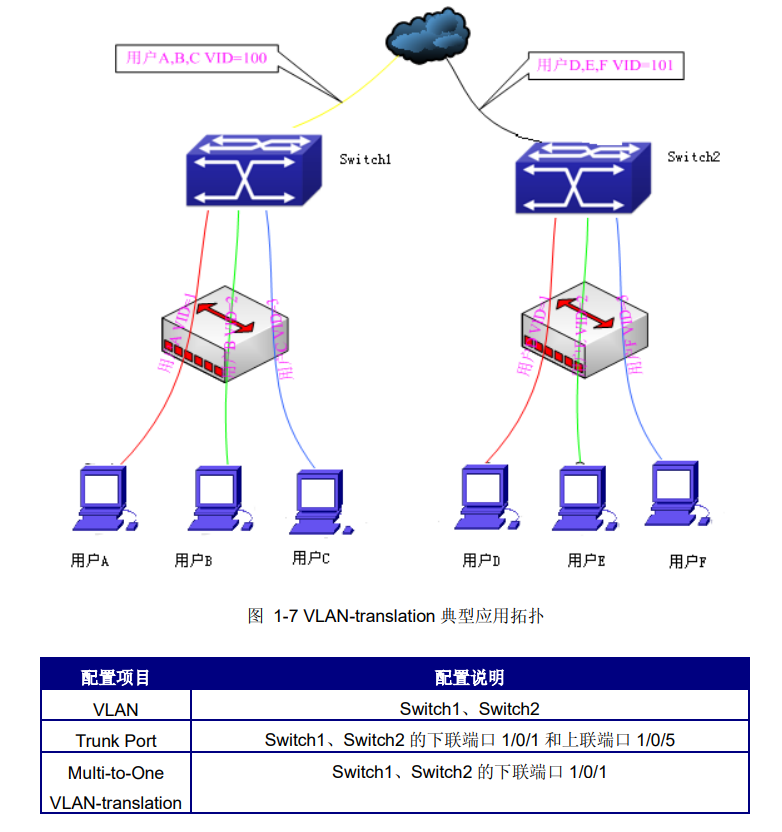 用户A,B,C VID=100
用户D,E,F VID=101
Switch1
Switch2
用户A VID=1
用户B VID=2
用户C VID=3
用户D VID=1
用户E VID=2
用户F VID=3
用户A
用户B
用户C
用户D
用户E
用户F
图 1-7 VLAN-translation 典型应用拓扑
配置项目 配置说明
VLAN Switch1、Switch2
Trunk Port Switch1、Switch2 的下联端口 1/0/1 和上联端口 1/0/5
Multi-to-One Switch1、Switch2 的下联端口 1/0/1
VLAN-translation